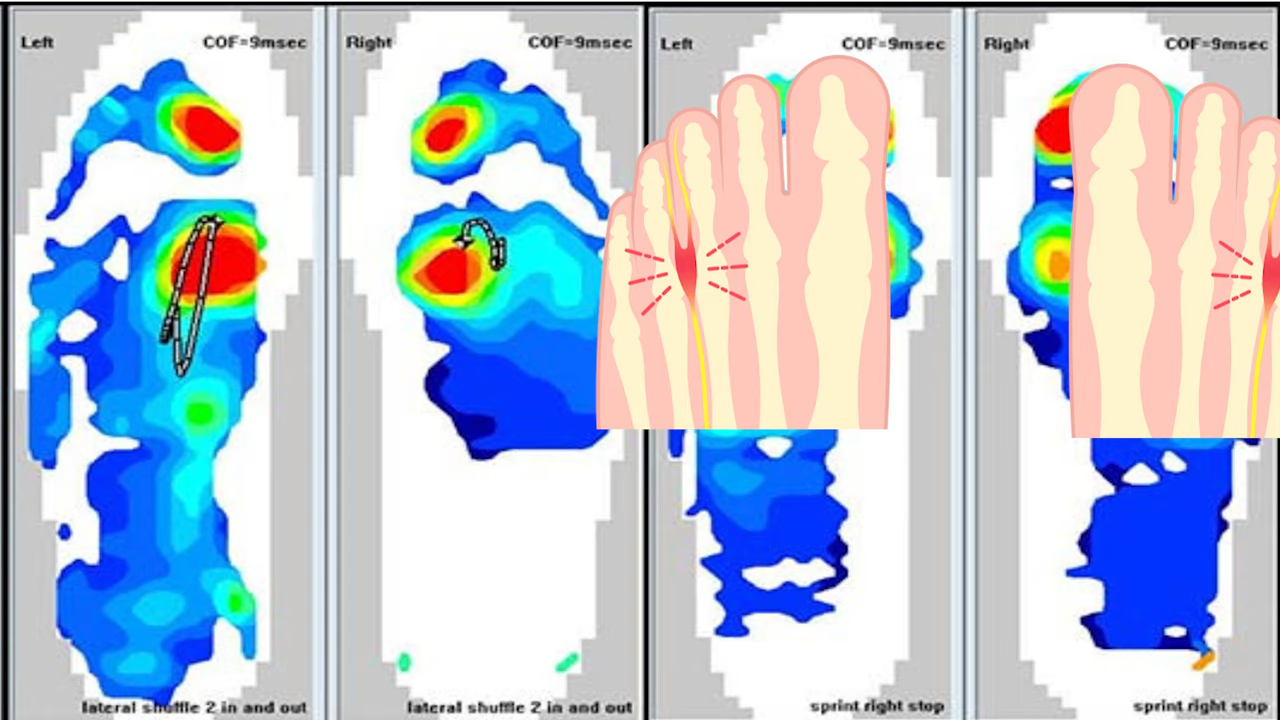 Left COF=9msec
Right COF=9msec
Left COF=9msec
Right COF=9msec
lateral shuffle 2 in and out
lateral shuffle 2 in and out
sprint right stop
sprint right stop